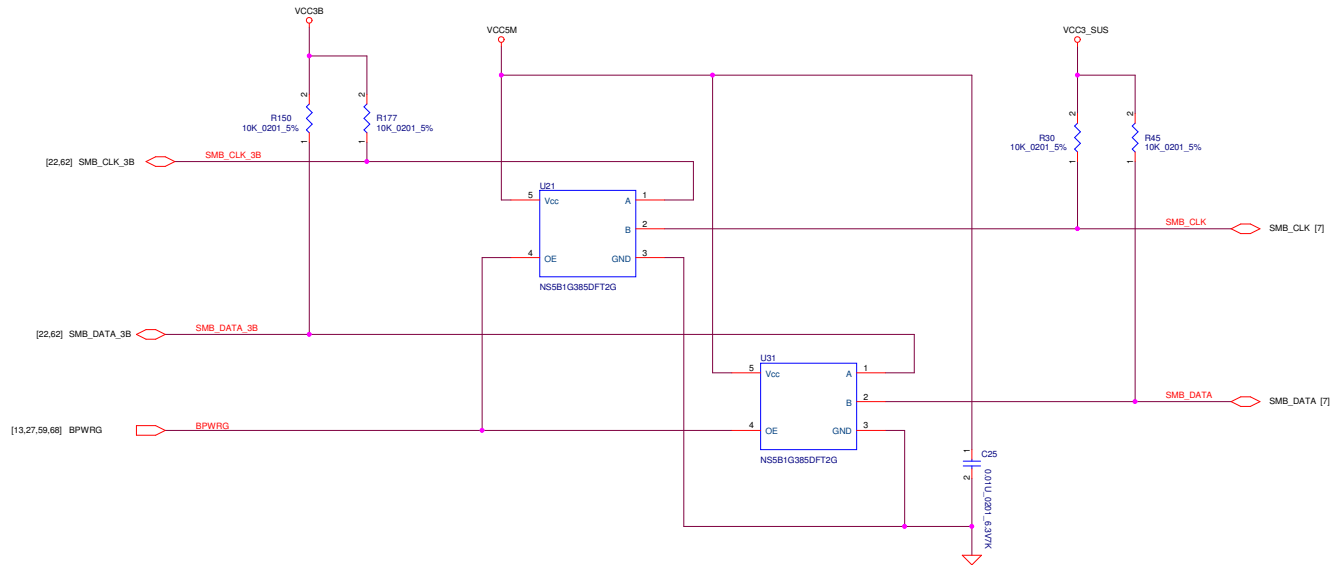 VCC3B
VCC5M
VCC3_SUS
2
2
R150
10K_0201_5%
R177
10K_0201_5%
1
1
2
2
R30
10K_0201_5%
R45
10K_0201_5%
1
1
[22,62] SMB_CLK_3B
SMB_CLK_3B
U21
5
Vcc
A
1
B
2
4
OE
GND
3
NS5B1G385DFT2G
SMB_CLK
SMB_CLK [7]
[22,62] SMB_DATA_3B
SMB_DATA_3B
U31
5
Vcc
A
1
B
2
4
OE
GND
3
NS5B1G385DFT2G
SMB_DATA
SMB_DATA [7]
[13,27,59,68] BPWRG
BPWRG
1
C25
2
0.01U_0201_6.3V7K